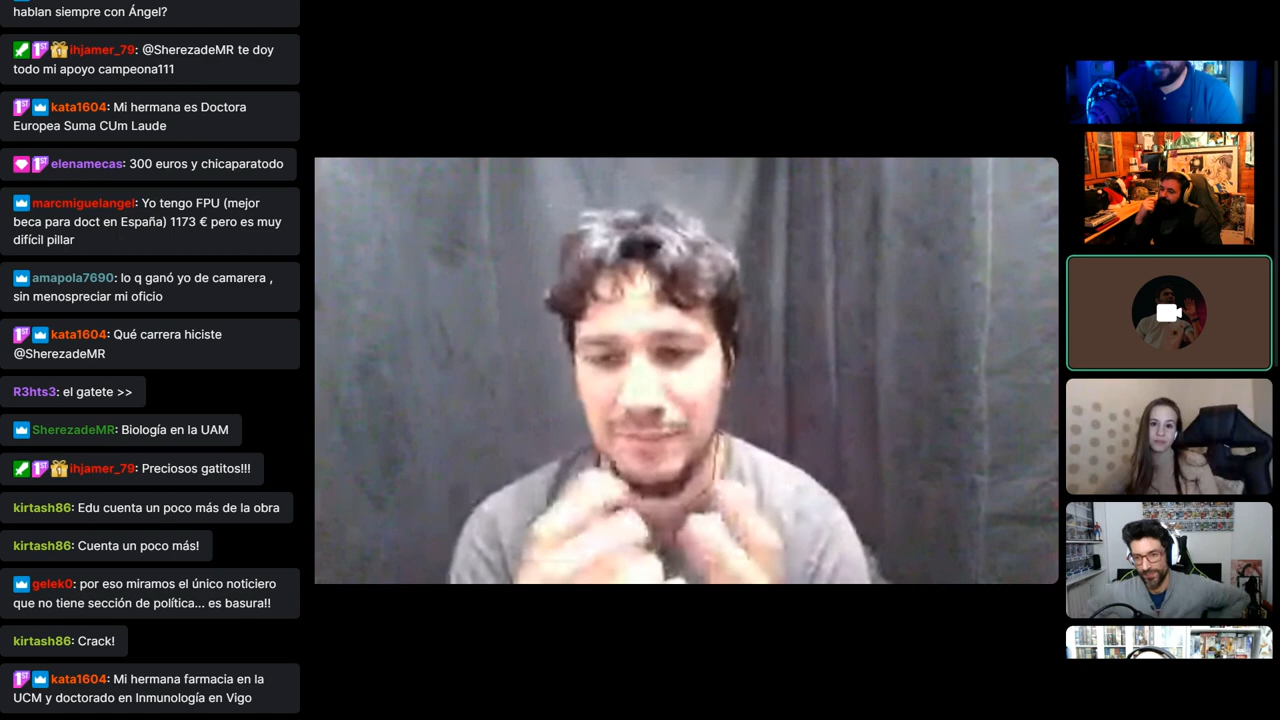 hablan siempre con Ángel?
ihjamer_79: @SherezadeMR te doy
todo mi apoyo campeona111
kata1604: Mi hermana es Doctora
Europea Suma CUm Laude
elenamecas: 300 euros y chicaparatodo
marcmiguelangel: Yo tengo FPU (mejor
beca para doct en España) 1173 € pero es muy
difícil pillar
amapola7690: lo q ganó yo de camarera ,
sin menospreciar mi oficio
kata1604: Qué carrera hiciste
@SherezadeMR
R3hts3: el gatete >>
SherezadeMR: Biología en la UAM
ihjamer_79: Preciosos gatitos!!!
kirtash86: Edu cuenta un poco más de la obra
kirtash86: Cuenta un poco más!
gelek0: por eso miramos el único noticiero
que no tiene sección de política... es basura!!
kirtash86: Crack!
kata1604: Mi hermana farmacia en la
UCM y doctorado en Inmunología en Vigo